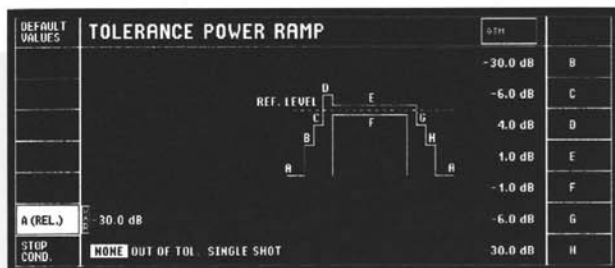 DEFAULT VALUES
TOLERANCE POWER RAMP
-30.0 dB B
-6.0 dB C
4.0 dB D
1.0 dB E
-1.0 dB F
-6.0 dB G
30.0 dB H
D
REF. LEVEL E
C F G
B H
A A
A (REL.) -30.0 dB
STOP COND.
NONE OUT OF TOL. SINGLE SHOT